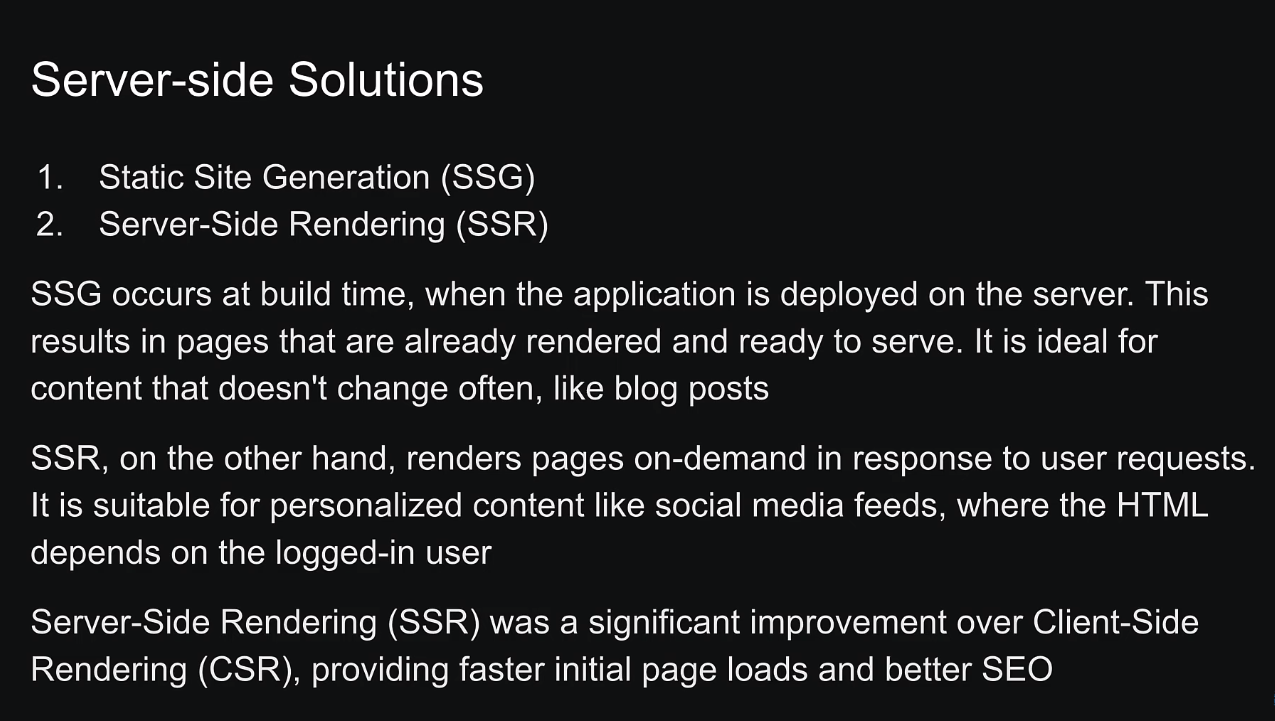 Server-side Solutions
1. Static Site Generation (SSG)
2. Server-Side Rendering (SSR)
SSG occurs at build time, when the application is deployed on the server. This
results in pages that are already rendered and ready to serve. It is ideal for
content that doesn't change often, like blog posts
SSR, on the other hand, renders pages on-demand in response to user requests.
It is suitable for personalized content like social media feeds, where the HTML
depends on the logged-in user
Server-Side Rendering (SSR) was a significant improvement over Client-Side
Rendering (CSR), providing faster initial page loads and better SEO